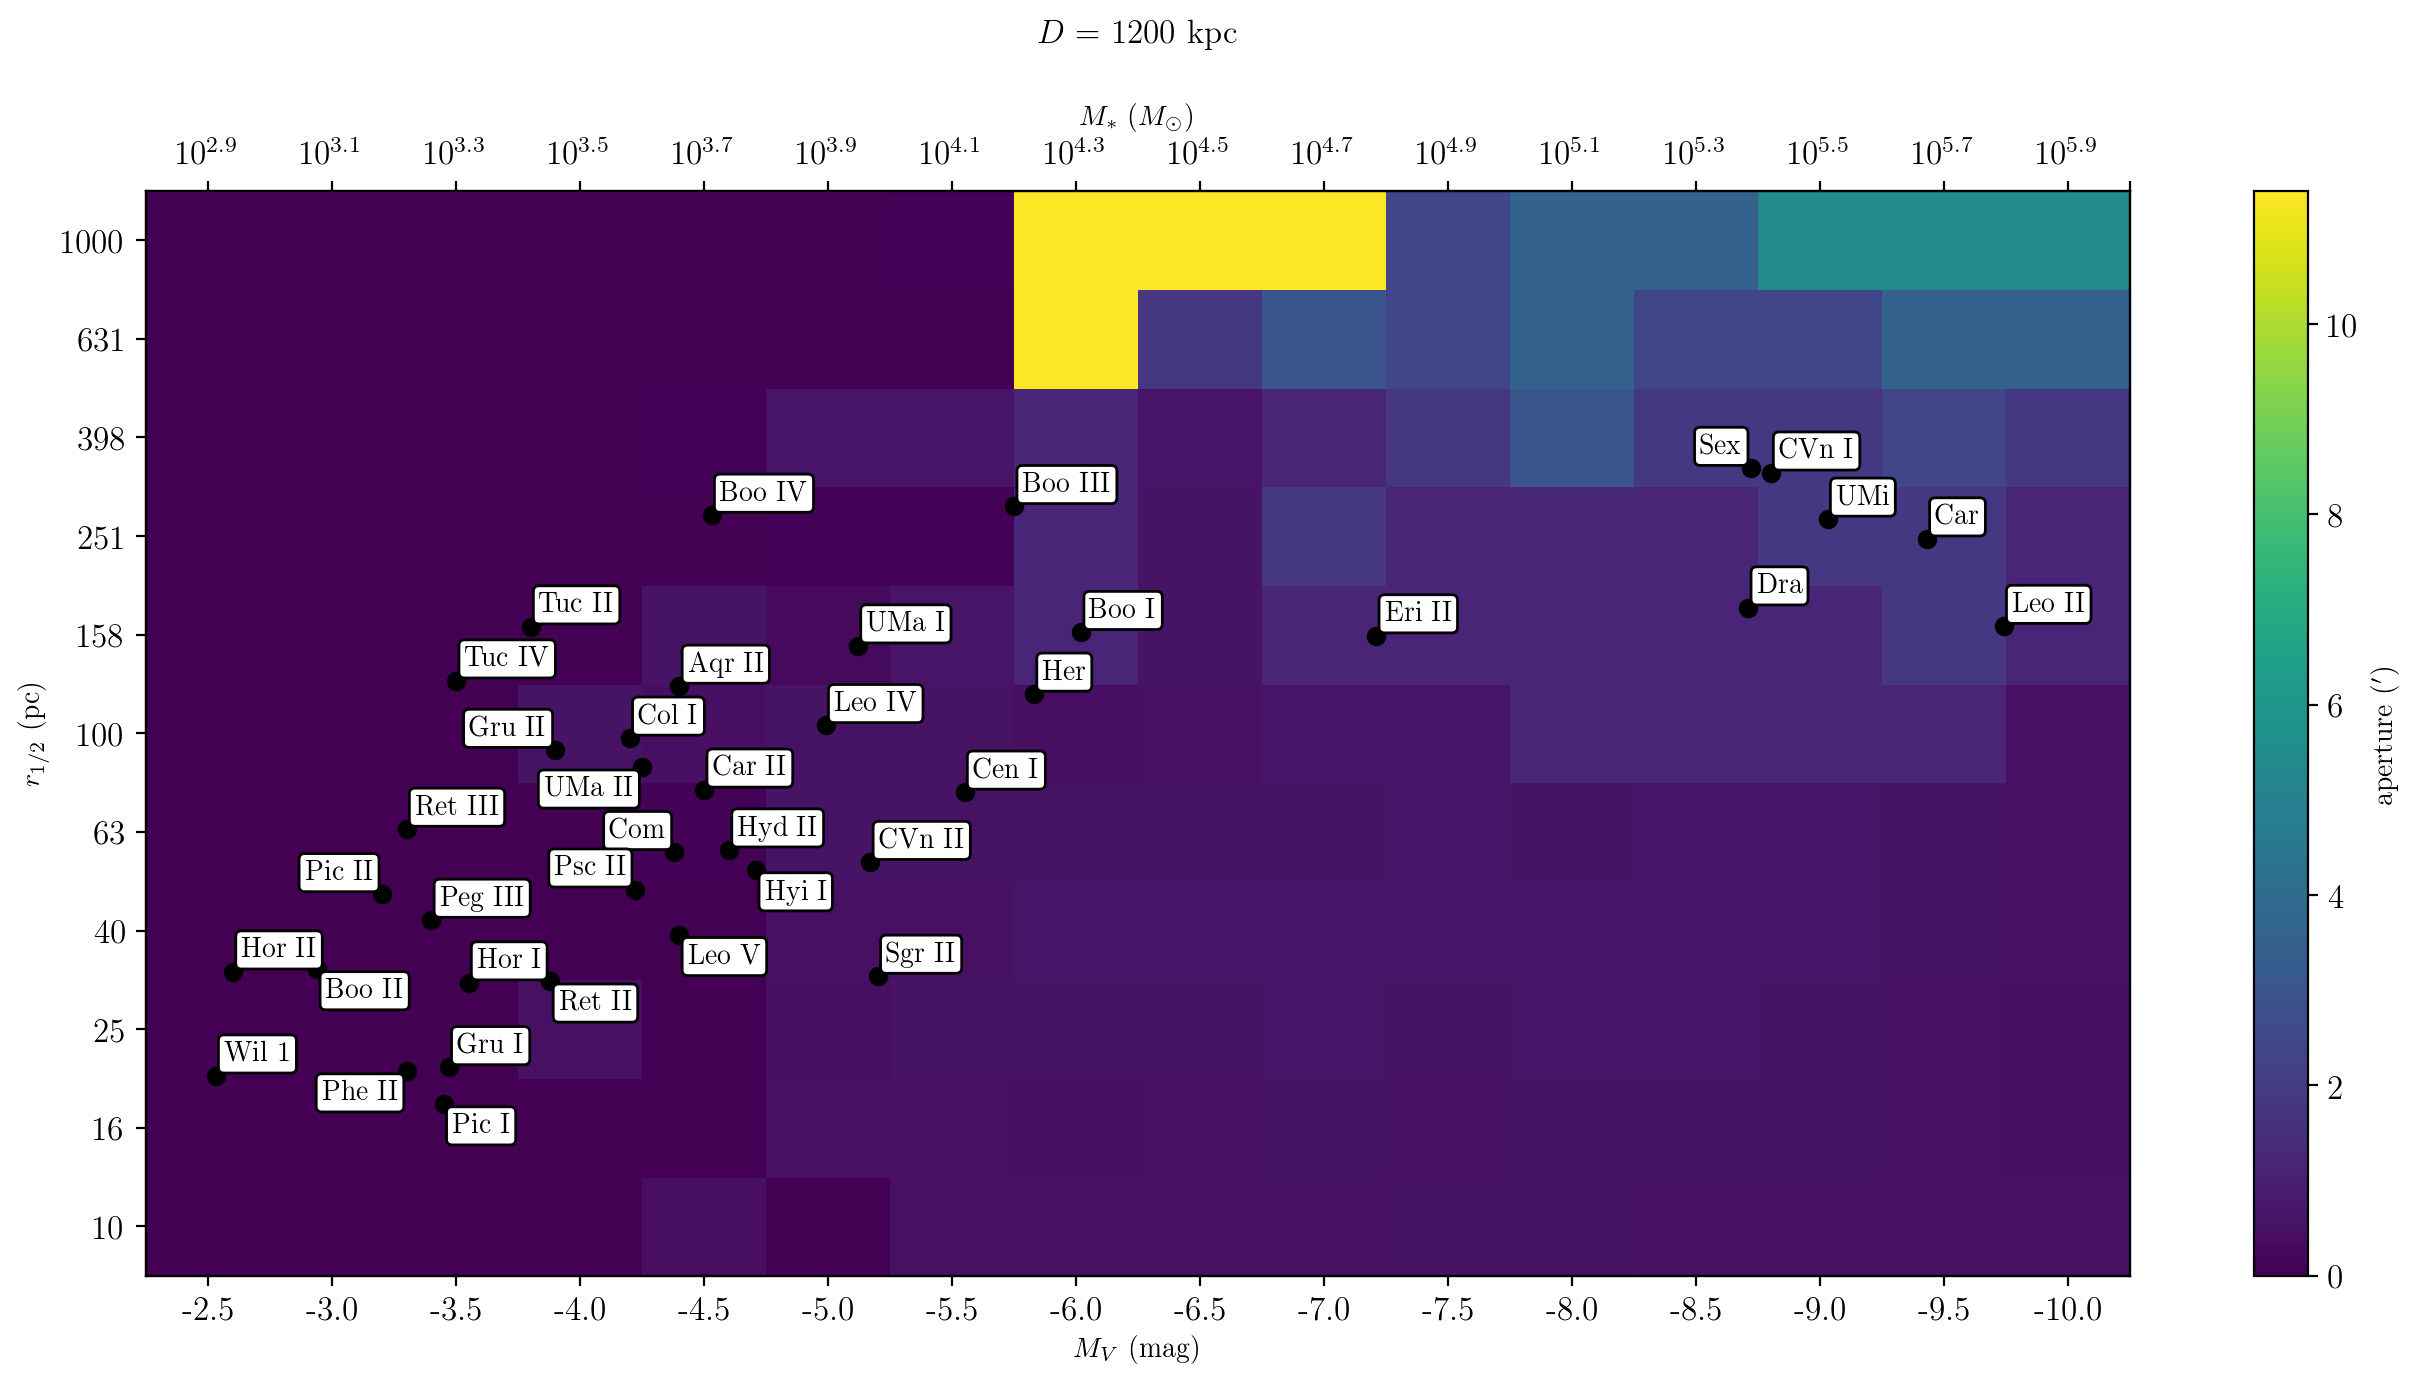 D = 1200 kpc
M* (M⊙)
10^2.9 10^3.1 10^3.3 10^3.5 10^3.7 10^3.9 10^4.1 10^4.3 10^4.5 10^4.8 10^4.9 10^5.1 10^5.3 10^5.5 10^5.7 10^5.9
1000
631
398
251
158
100
63
40
25
16
10
r1/2 (pc)
Sex
CVn I
Boo IV
Boo III
UMi
Car
Tuc II
UMa I
Boo I
Eri II
Dra
Leo II
Tuc IV
Aqr II
Her
Gru II
Col I
Leo IV
UMa II
Car II
Cen I
Ret III
Com
Hyd II
CVn II
Pic II
Psc II
Hyi I
Peg III
Hor II
Boo II
Hor I
Ret II
Leo V
Sgr II
Wil 1
Gru I
Phe II
Pic I
-2.5 -3.0 -3.5 -4.0 -4.5 -5.0 -5.5 -6.0 -6.5 -7.0 -7.5 -8.0 -8.5 -9.0 -9.5 -10.0
MV (mag)
10
8
6
4
2
0
aperture (′)